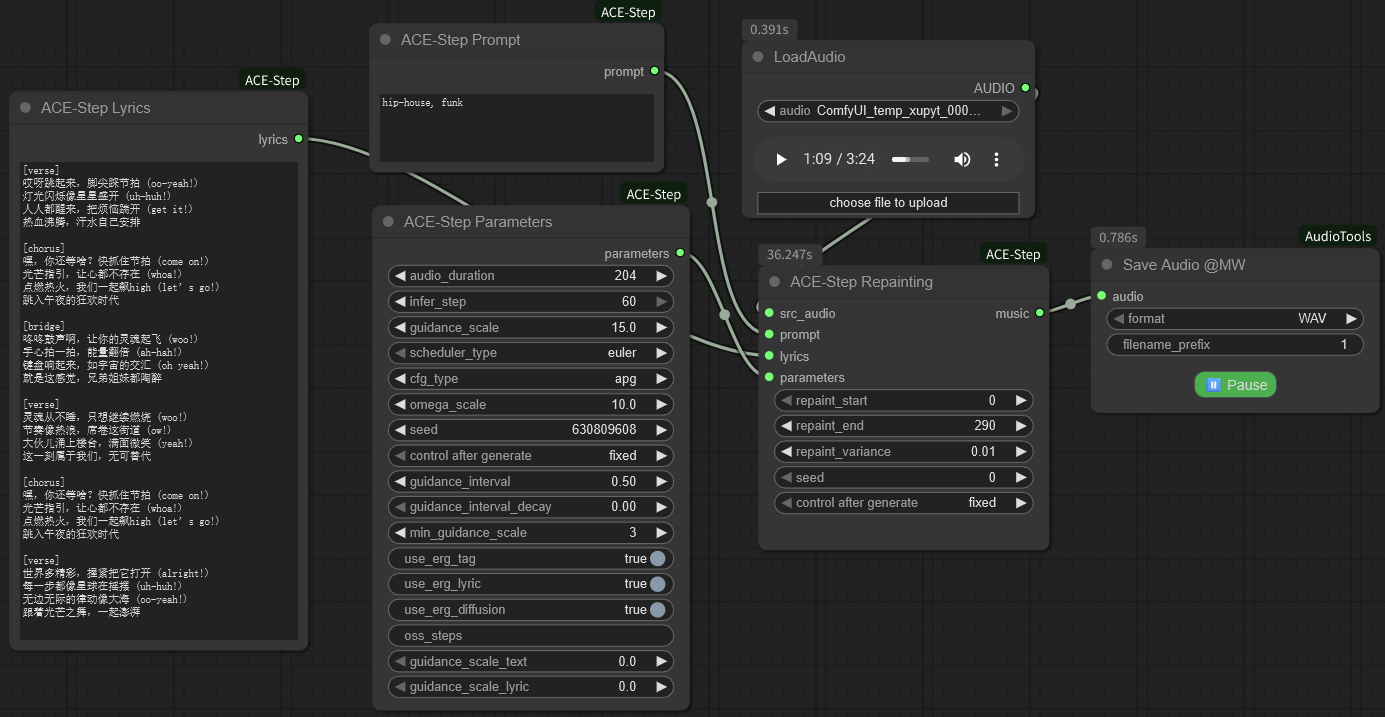 ACE-Step
ACE-Step Lyrics
lyrics
[verse]
哎呀跳起来，脚尖踩节拍 (oo-yeah!)
灯光闪烁像星星盛开 (uh-huh!)
人人都醒来，把烦恼踹开 (get it!)
热血沸腾，汗水自己安排
[chorus]
嘿，你还等啥？快抓住节拍 (come on!)
光芒指引，让心都不存在 (whoa!)
点燃热火，我们一起飙high (let’s go!)
跳入午夜的狂欢时代
[bridge]
咚咚鼓声啊，让你的灵魂起飞 (woo!)
手心拍一拍，能量翻倍 (ah-hah!)
键盘响起来，如宇宙的交汇 (oh yeah!)
就是这感觉，兄弟姐妹都陶醉
[verse]
灵魂从不睡，只想继续燃烧 (woo!)
节奏像热浪，席卷这街道 (ow!)
大伙儿涌上楼台，满面微笑 (yeah!)
这一刻属于我们，无可替代
[chorus]
嘿，你还等啥？快抓住节拍 (come on!)
光芒指引，让心都不存在 (whoa!)
点燃热火，我们一起飙high (let’s go!)
跳入午夜的狂欢时代
[verse]
世界多精彩，握紧把它打开 (alright!)
每一步都像星球在摇摆 (uh-huh!)
无边无际的律动像大海 (oo-yeah!)
跟着光芒之舞，一起澎湃
ACE-Step
ACE-Step Prompt
prompt
hip-house, funk
ACE-Step
ACE-Step Parameters
parameters
audio_duration 204
infer_step 60
guidance_scale 15.0
scheduler_type euler
cfg_type apg
omega_scale 10.0
seed 630809608
control after generate fixed
guidance_interval 0.50
guidance_interval_decay 0.00
min_guidance_scale 3
use_erg_tag true
use_erg_lyric true
use_erg_diffusion true
oss_steps
guidance_scale_text 0.0
guidance_scale_lyric 0.0
0.391s
LoadAudio
AUDIO
audio ComfyUI_temp_xupyt_000...
1:09 / 3:24
choose file to upload
36.247s
ACE-Step
ACE-Step Repainting
src_audio music
prompt
lyrics
parameters
repaint_start 0
repaint_end 290
repaint_variance 0.01
seed 0
control after generate fixed
0.786s
AudioTools
Save Audio @MW
audio
format WAV
filename_prefix 1
Pause